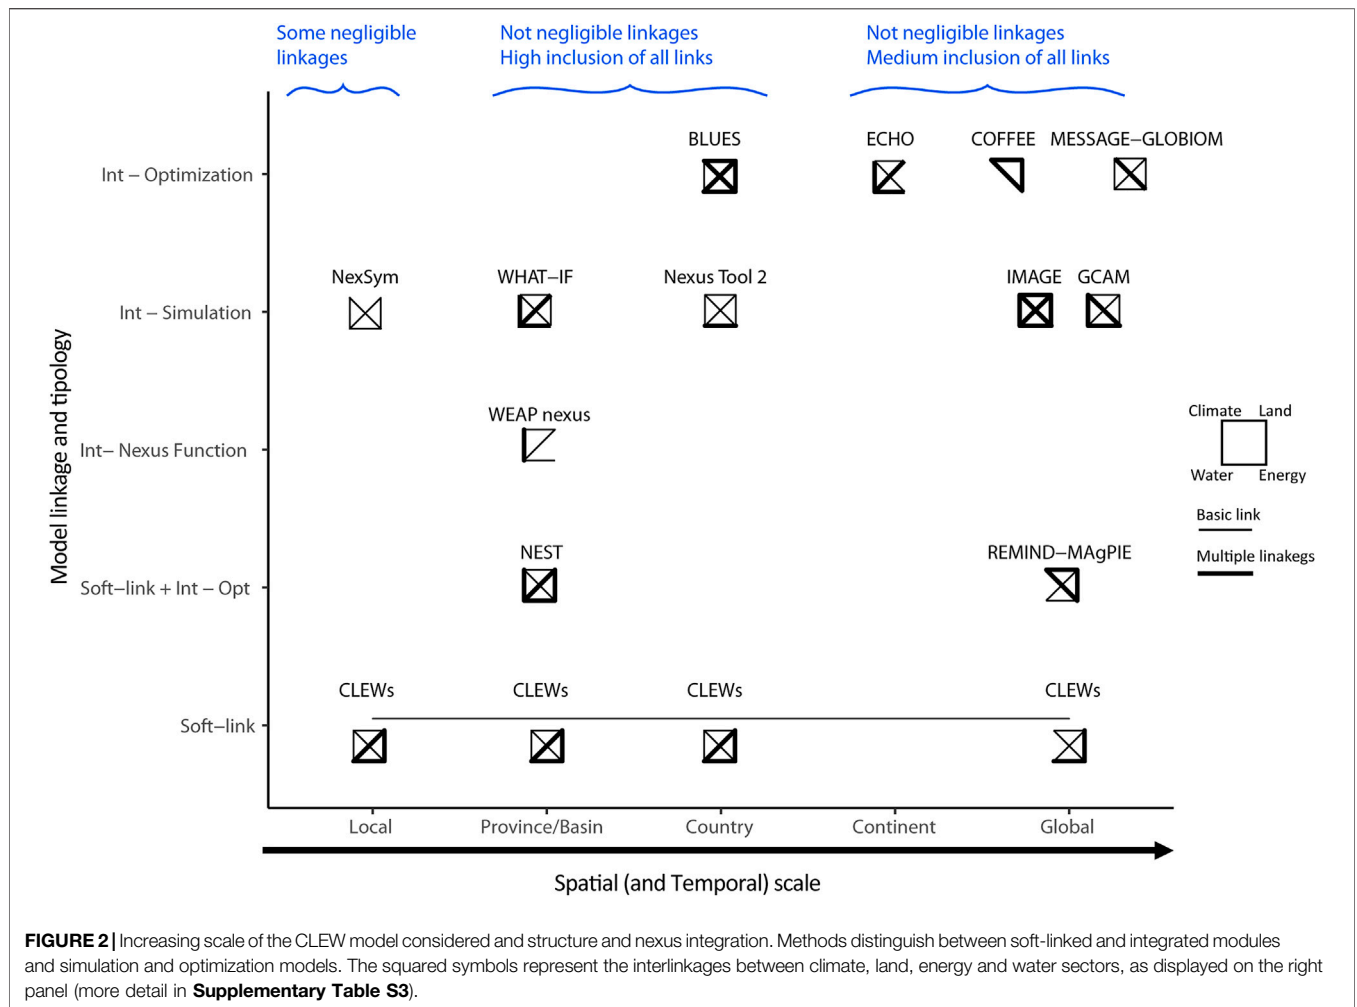 Some negligible
linkages
Not negligible linkages
High inclusion of all links
Not negligible linkages
Medium inclusion of all links
BLUES
ECHO
COFFEE
MESSAGE–GLOBIOM
Int – Optimization
NexSym
WHAT–IF
Nexus Tool 2
IMAGE
GCAM
Int – Simulation
Model linkage and tipology
WEAP nexus
Int– Nexus Function
Climate
Land
Water
Energy
Basic link
Multiple linakegs
NEST
REMIND–MAgPIE
Soft–link + Int – Opt
CLEWs
CLEWs
CLEWs
CLEWs
Soft–link
Local
Province/Basin
Country
Continent
Global
Spatial (and Temporal) scale
FIGURE 2 | Increasing scale of the CLEW model considered and structure and nexus integration. Methods distinguish between soft-linked and integrated modules
and simulation and optimization models. The squared symbols represent the interlinkages between climate, land, energy and water sectors, as displayed on the right
panel (more detail in Supplementary Table S3).